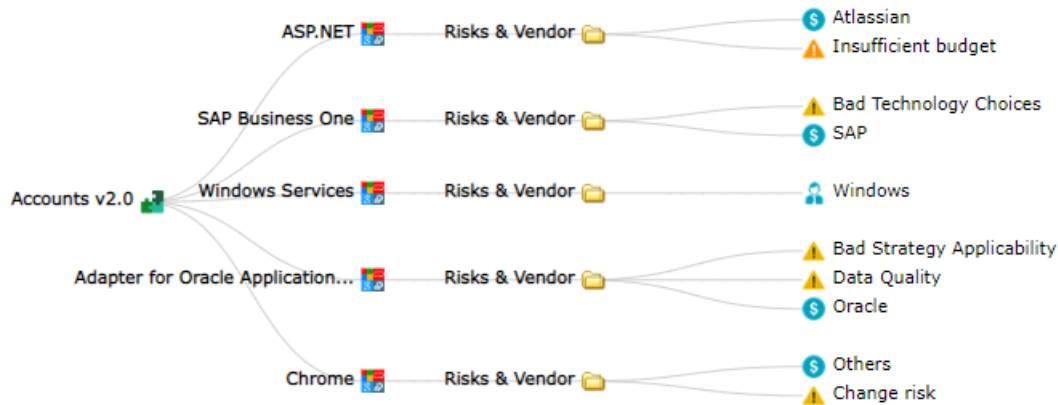 ASP.NET Risks & Vendor Atlassian
Insufficient budget
SAP Business One Risks & Vendor Bad Technology Choices
SAP
Accounts v2.0
Windows Services Risks & Vendor Windows
Adapter for Oracle Application... Risks & Vendor Bad Strategy Applicability
Data Quality
Oracle
Chrome Risks & Vendor Others
Change risk